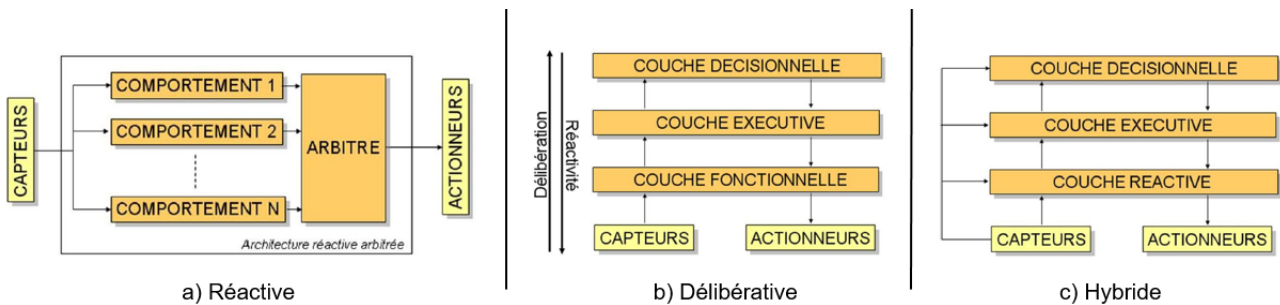 CAPTEURS
COMPORTEMENT 1
COMPORTEMENT 2
COMPORTEMENT N
ARBITRE
ACTIONNEURS
Architecture réactive arbitrée
a) Réactive
Délibération
Réactivité
COUCHE DECISIONNELLE
COUCHE EXECUTIVE
COUCHE FONCTIONNELLE
CAPTEURS
ACTIONNEURS
b) Délibérative
COUCHE DECISIONNELLE
COUCHE EXECUTIVE
COUCHE REACTIVE
CAPTEURS
ACTIONNEURS
c) Hybride